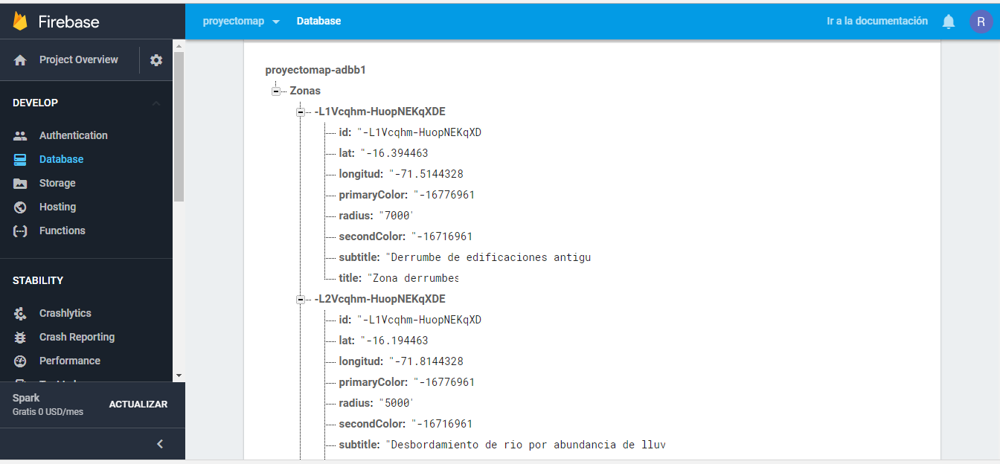 Firebase
proyectomap
Database
Ir a la documentación
R
Project Overview
DEVELOP
Authentication
Database
Storage
Hosting
Functions
STABILITY
Crashlytics
Crash Reporting
Performance
Spark
Gratis 0 USD/mes
ACTUALIZAR
proyectomap-adbb1
Zonas
-L1Vcqhm-HuopNEKqXDE
id: "-L1Vcqhm-HuopNEKqXD
lat: "-16.394463
longitud: "-71.5144328
primaryColor: "-16776961
radius: "7000"
secondColor: "-16716961
subtitle: "Derrumbe de edificaciones antigu
title: "Zona derrumbes
-L2Vcqhm-HuopNEKqXDE
id: "-L1Vcqhm-HuopNEKqXD
lat: "-16.194463
longitud: "-71.8144328
primaryColor: "-16776961
radius: "5000"
secondColor: "-16716961
subtitle: "Desbordamiento de rio por abundancia de lluv